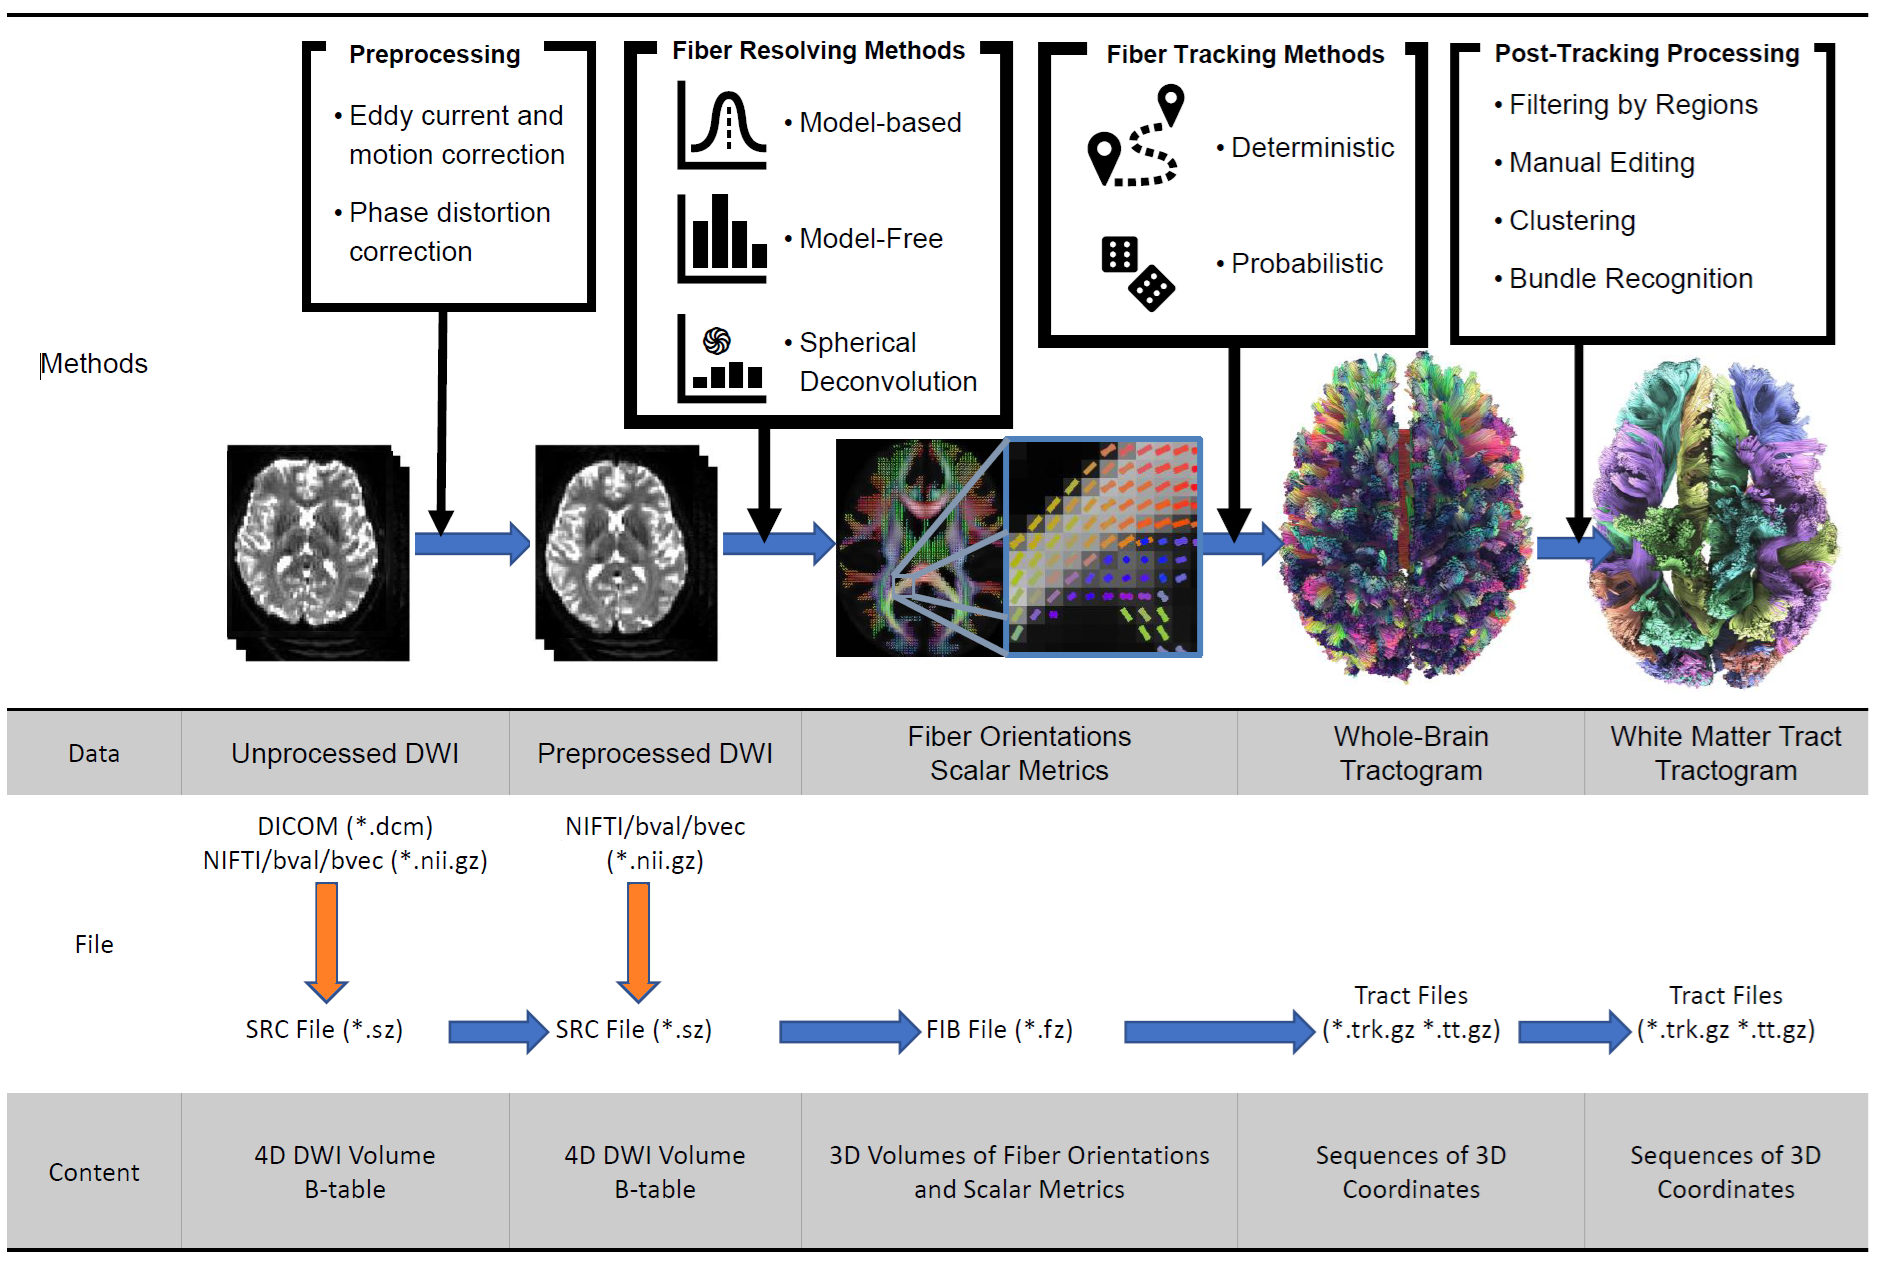 Preprocessing
• Eddy current and
motion correction
• Phase distortion
correction
Fiber Resolving Methods
• Model-based
• Model-Free
• Spherical
Deconvolution
Fiber Tracking Methods
• Deterministic
• Probabilistic
Post-Tracking Processing
• Filtering by Regions
• Manual Editing
• Clustering
• Bundle Recognition
Methods
Data
Unprocessed DWI
Preprocessed DWI
Fiber Orientations
Scalar Metrics
Whole-Brain
Tractogram
White Matter Tract
Tractogram
File
DICOM (*.dcm)
NIFTI/bval/bvec (*.nii.gz)
SRC File (*.sz)
NIFTI/bval/bvec
(*.nii.gz)
SRC File (*.sz)
FIB File (*.fz)
Tract Files
(*.trk.gz *.tt.gz)
Tract Files
(*.trk.gz *.tt.gz)
Content
4D DWI Volume
B-table
4D DWI Volume
B-table
3D Volumes of Fiber Orientations
and Scalar Metrics
Sequences of 3D
Coordinates
Sequences of 3D
Coordinates